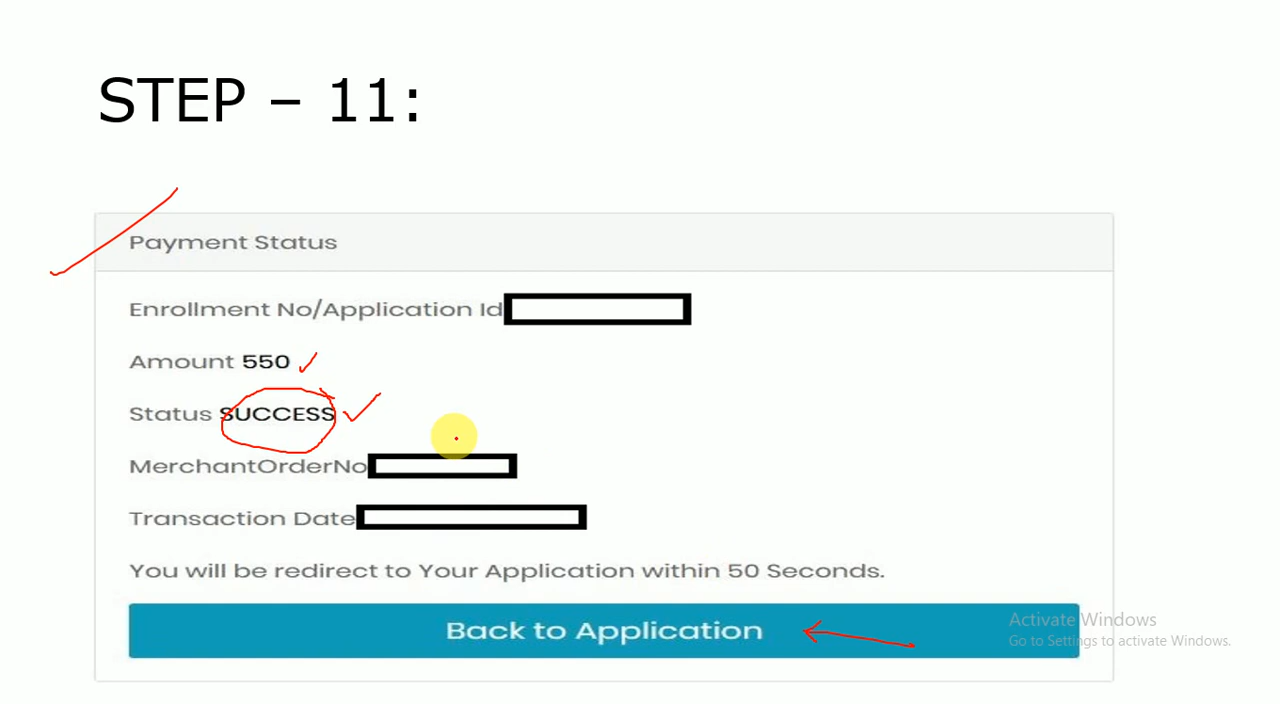 STEP – 11:
Payment Status
Enrollment No/Application Id
Amount 550
Status SUCCESS
MerchantOrderNo
Transaction Date
You will be redirect to Your Application within 50 Seconds.
Back to Application
Activate Windows
Go to Settings to activate Windows.